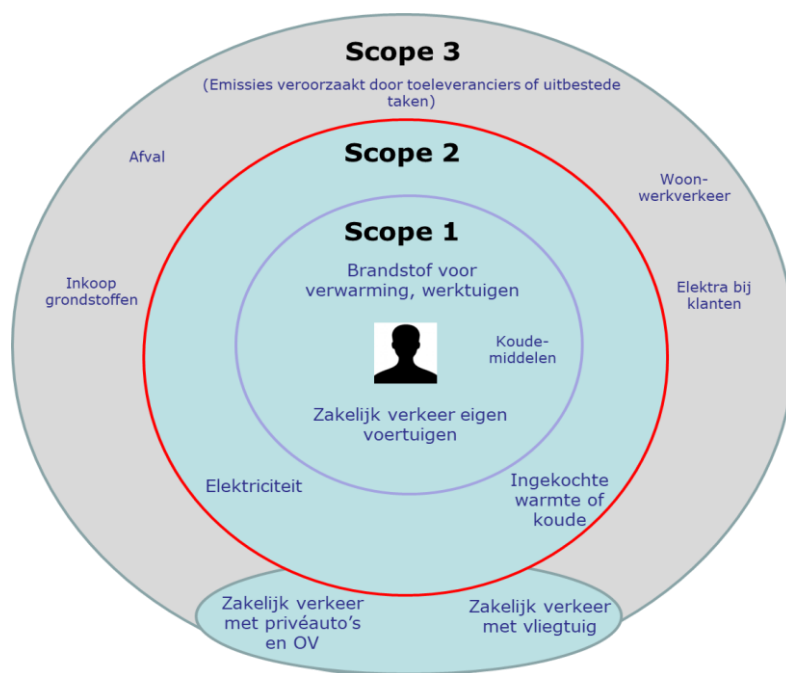 Scope 3
(Emissies veroorzaakt door toeleveranciers of uitbestede
taken)
Afval
Scope 2
Woon-
werkverkeer
Scope 1
Brandstof voor
verwarming, werktuigen
Inkoop
grondstoffen
Elektra bij
klanten
Koude-
middelen
Zakelijk verkeer eigen
voertuigen
Elektriciteit
Ingekochte
warmte of
koude
Zakelijk verkeer
met privéauto's
en OV
Zakelijk verkeer
met vliegtuig